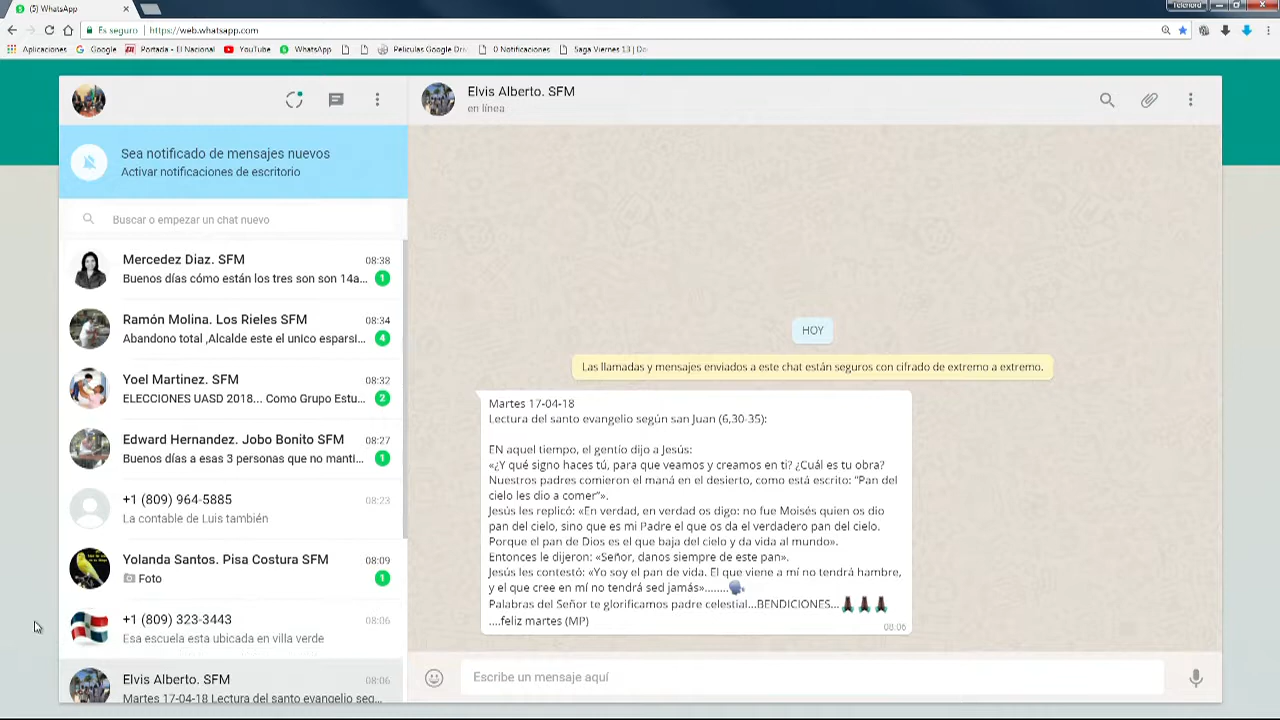 (5) WhatsApp
Telenord
Es seguro
https://web.whatsapp.com
Aplicaciones
Google
Portada - El Nacional
YouTube
WhatsApp
Peliculas Google Dri
0 Notificaciones
Saga Viernes 13 | Do
Elvis Alberto. SFM
en línea
Sea notificado de mensajes nuevos
Activar notificaciones de escritorio
Buscar o empezar un chat nuevo
Mercedez Diaz. SFM
08:38
Buenos días cómo están los tres son son 14a...
1
Ramón Molina. Los Rieles SFM
08:34
Abandono total ,Alcalde este el unico esparsi...
4
Yoel Martinez. SFM
08:32
ELECCIONES UASD 2018... Como Grupo Estu...
2
Edward Hernandez. Jobo Bonito SFM
08:27
Buenos días a esas 3 personas que no manti...
1
+1 (809) 964-5885
08:23
La contable de Luis también
Yolanda Santos. Pisa Costura SFM
08:09
Foto
1
+1 (809) 323-3443
08:06
Esa escuela esta ubicada en villa verde
Elvis Alberto. SFM
08:06
Martes 17-04-18 Lectura del santo evangelio seg...
HOY
Las llamadas y mensajes enviados a este chat están seguros con cifrado de extremo a extremo.
Martes 17-04-18
Lectura del santo evangelio según san Juan (6,30-35):
EN aquel tiempo, el gentío dijo a Jesús:
«¿Y qué signo haces tú, para que veamos y creamos en ti? ¿Cuál es tu obra?
Nuestros padres comieron el maná en el desierto, como está escrito: “Pan del
cielo les dio a comer”».
Jesús les replicó: «En verdad, en verdad os digo: no fue Moisés quien os dio
pan del cielo, sino que es mi Padre el que os da el verdadero pan del cielo.
Porque el pan de Dios es el que baja del cielo y da vida al mundo».
Entonces le dijeron: «Señor, danos siempre de este pan».
Jesús les contestó: «Yo soy el pan de vida. El que viene a mí no tendrá hambre,
y el que cree en mí no tendrá sed jamás»........
Palabras del Señor te glorificamos padre celestial...BENDICIONES...
....feliz martes (MP)
08:06
Escribe un mensaje aquí